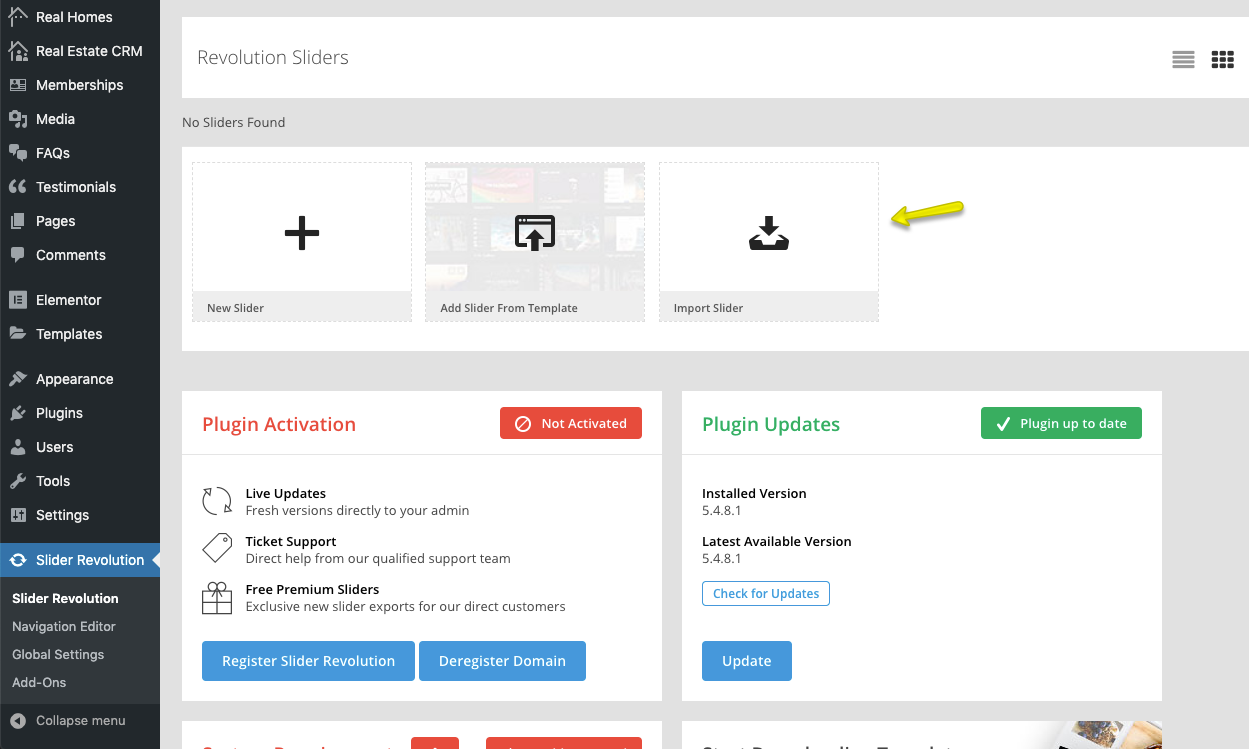 Real Homes
Real Estate CRM
Memberships
Media
FAQs
Testimonials
Pages
Comments
Elementor
Templates
Appearance
Plugins
Users
Tools
Settings
Slider Revolution
Slider Revolution
Navigation Editor
Global Settings
Add-Ons
Collapse menu
Revolution Sliders
No Sliders Found
New Slider
Add Slider From Template
Import Slider
Plugin Activation
Not Activated
Live Updates
Fresh versions directly to your admin
Ticket Support
Direct help from our qualified support team
Free Premium Sliders
Exclusive new slider exports for our direct customers
Register Slider Revolution
Deregister Domain
Plugin Updates
Plugin up to date
Installed Version
5.4.8.1
Latest Available Version
5.4.8.1
Check for Updates
Update